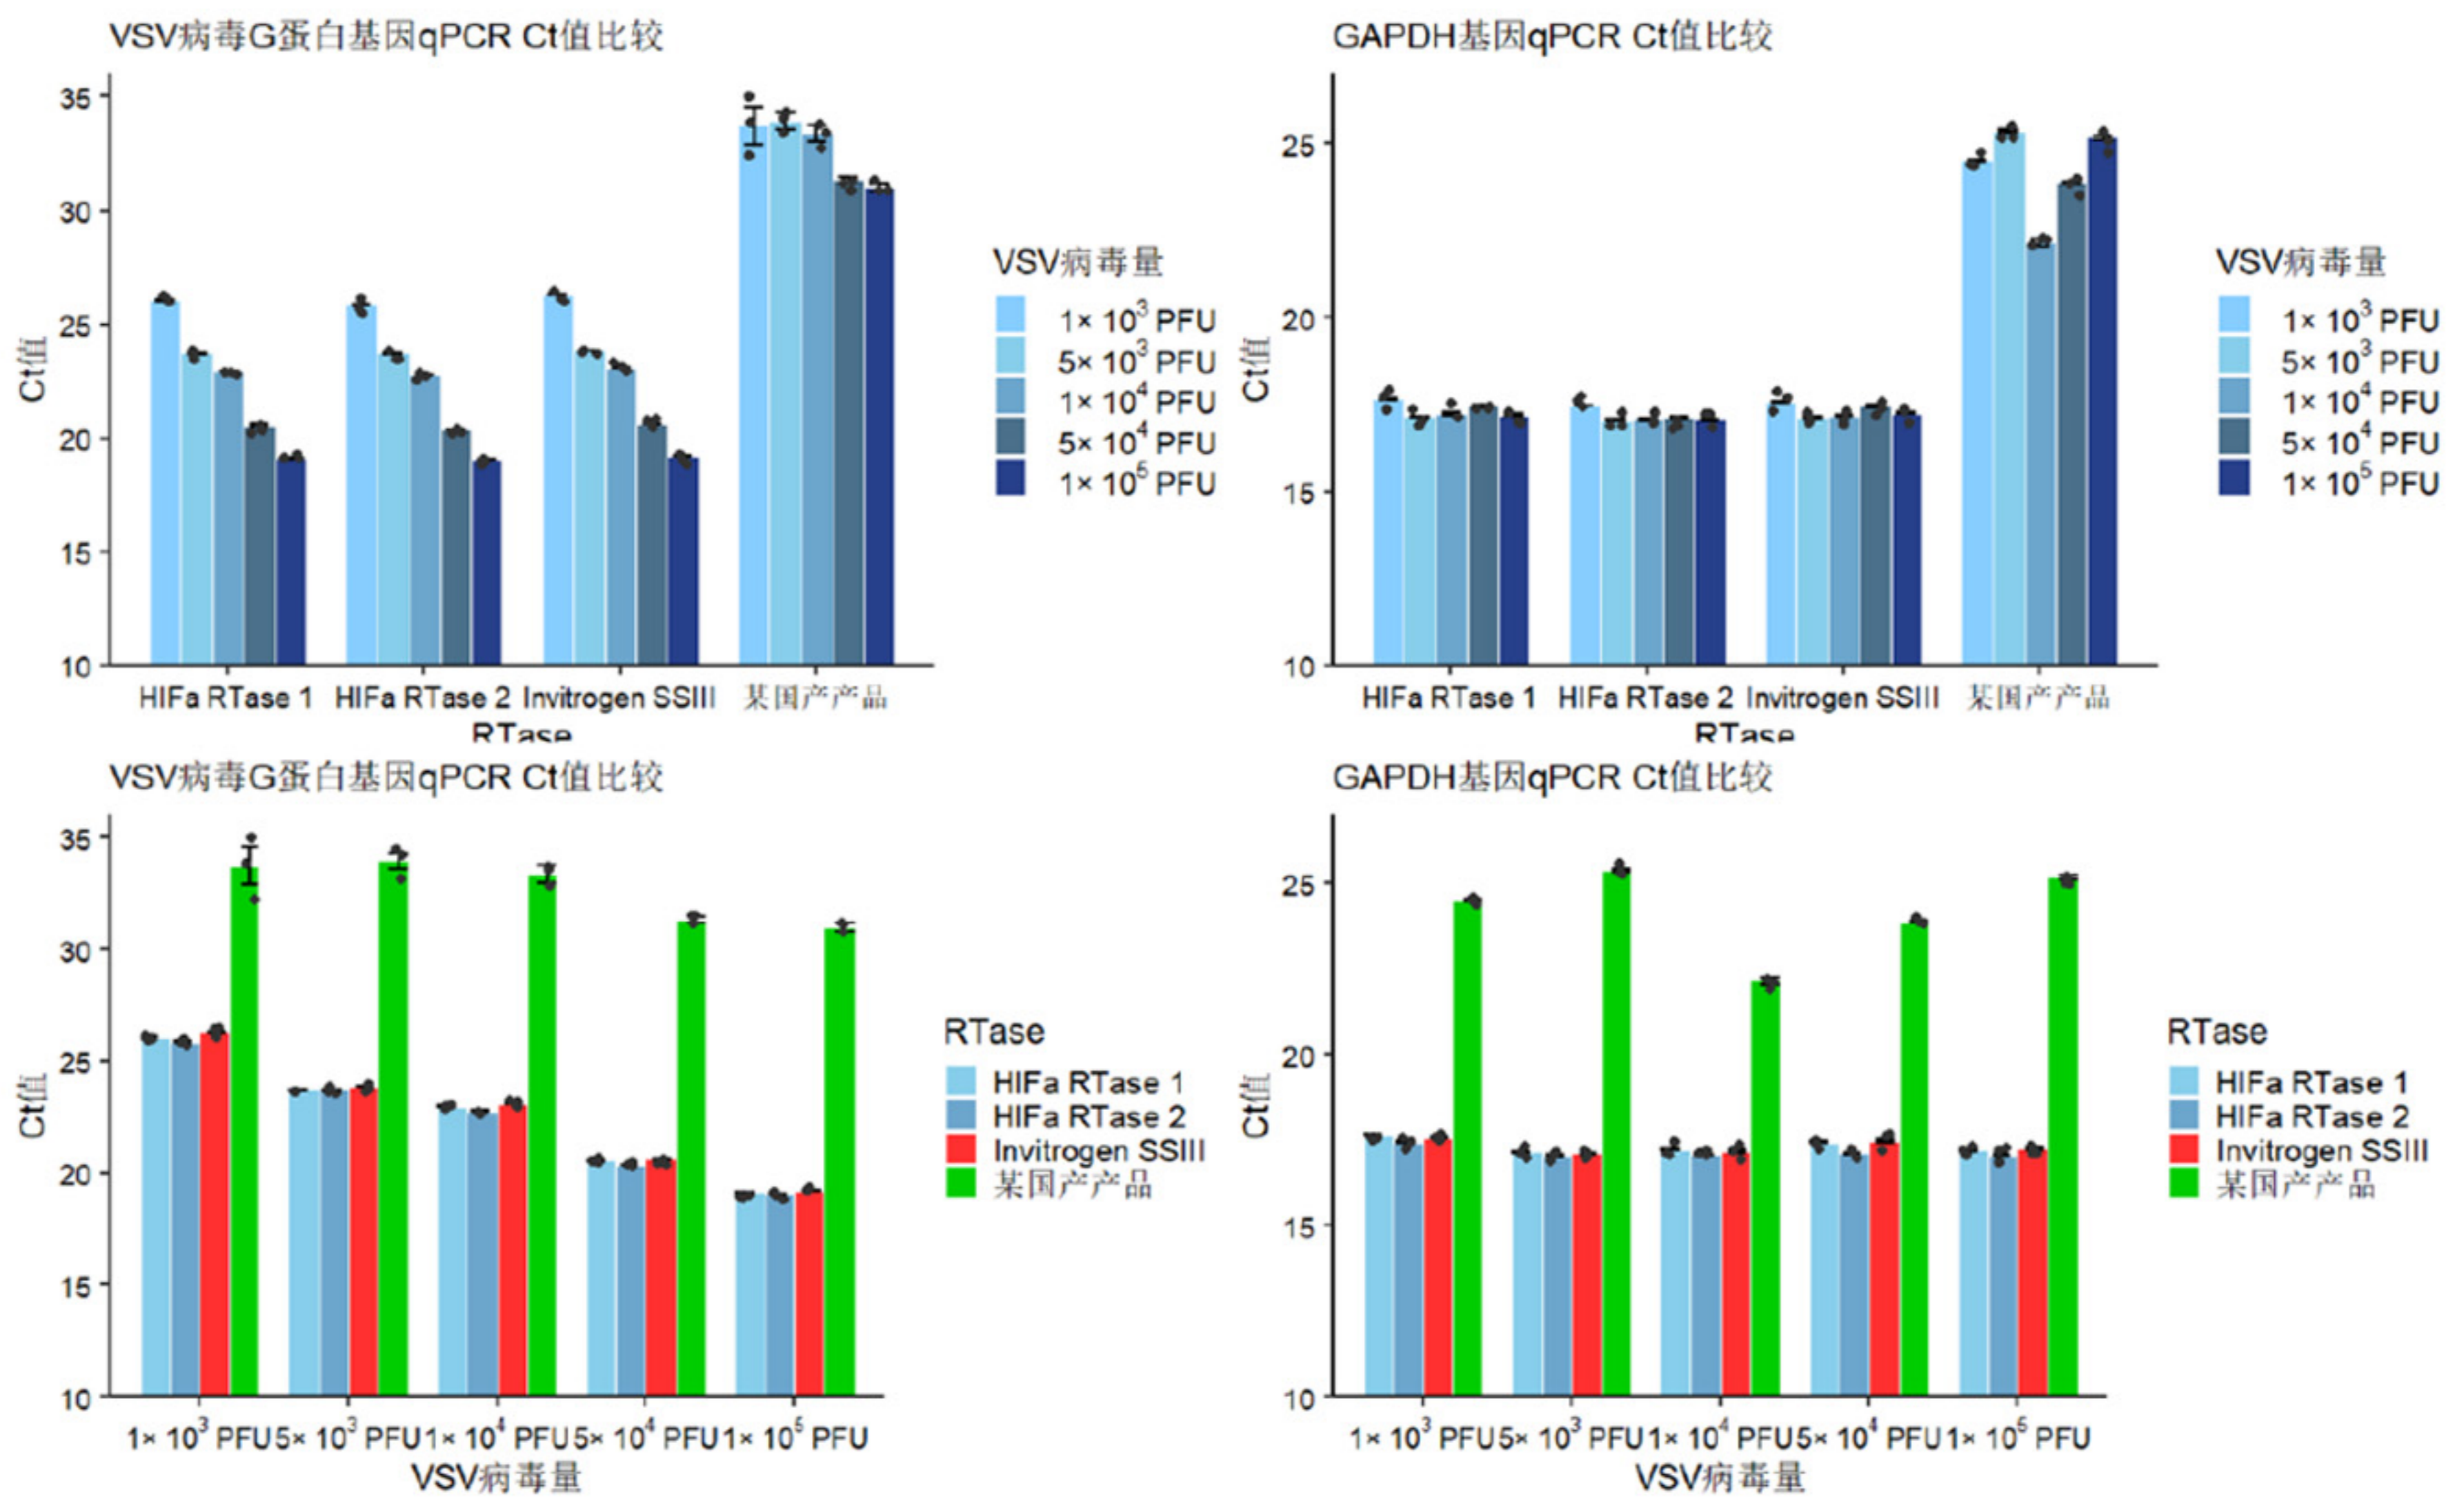 VSV病毒G蛋白基因qPCR Ct值比较
35
30
25
20
15
10
Ct值
HIFa RTase 1 HIFa RTase 2 Invitrogen SSIII 某国产产品
RTase
VSV病毒量
1× 10³ PFU
5× 10³ PFU
1× 10⁴ PFU
5× 10⁴ PFU
1× 10⁵ PFU
GAPDH基因qPCR Ct值比较
25
20
15
10
Ct值
HIFa RTase 1 HIFa RTase 2 Invitrogen SSIII 某国产产品
RTase
VSV病毒量
1× 10³ PFU
5× 10³ PFU
1× 10⁴ PFU
5× 10⁴ PFU
1× 10⁵ PFU
VSV病毒G蛋白基因qPCR Ct值比较
35
30
25
20
15
10
Ct值
1× 10³ PFU 5× 10³ PFU 1× 10⁴ PFU 5× 10⁴ PFU 1× 10⁵ PFU
VSV病毒量
RTase
HIFa RTase 1
HIFa RTase 2
Invitrogen SSIII
某国产产品
GAPDH基因qPCR Ct值比较
25
20
15
10
Ct值
1× 10³ PFU 5× 10³ PFU 1× 10⁴ PFU 5× 10⁴ PFU 1× 10⁵ PFU
VSV病毒量
RTase
HIFa RTase 1
HIFa RTase 2
Invitrogen SSIII
某国产产品